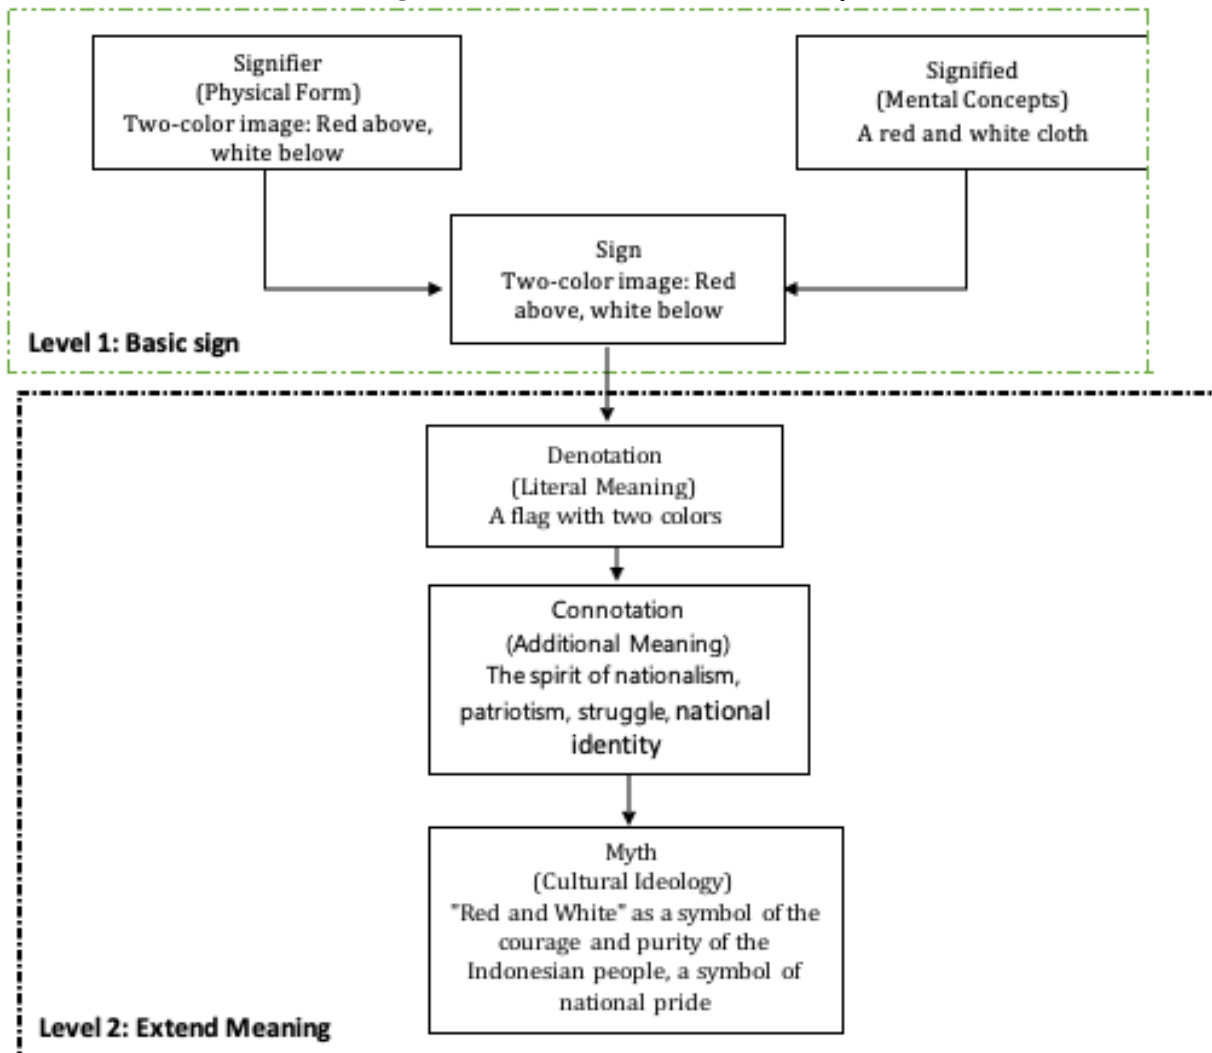 Signifier
(Physical Form)
Two-color image: Red above,
white below
Signified
(Mental Concepts)
A red and white cloth
Sign
Two-color image: Red
above, white below
Level 1: Basic sign
Denotation
(Literal Meaning)
A flag with two colors
Connotation
(Additional Meaning)
The spirit of nationalism,
patriotism, struggle, national
identity
Myth
(Cultural Ideology)
"Red and White" as a symbol of the
courage and purity of the
Indonesian people, a symbol of
national pride
Level 2: Extend Meaning